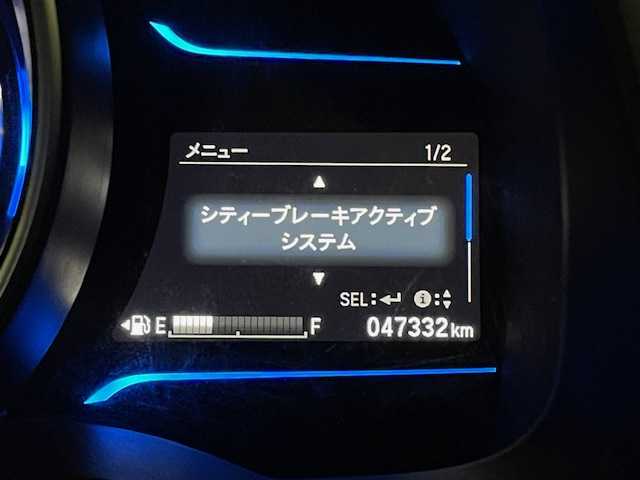 メニュー 1/2
シティーブレーキアクティブ
システム
SEL:↵ i:
E F 047332km